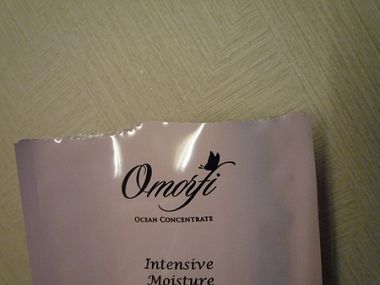 Omorfi
OCEAN CONCENTRATE
Intensive
Moisture